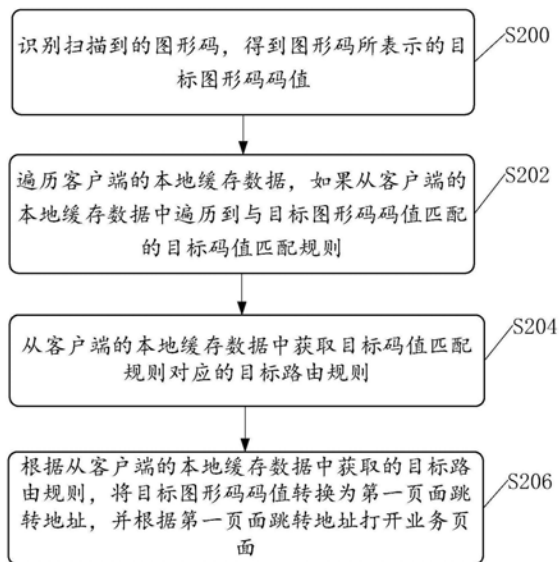 识别扫描到的图形码，得到图形码所表示的目
标图形码码值
S200
遍历客户端的本地缓存数据，如果从客户端的
本地缓存数据中遍历到与目标图形码码值匹配
的目标码值匹配规则
S202
从客户端的本地缓存数据中获取目标码值匹配
规则对应的目标路由规则
S204
根据从客户端的本地缓存数据中获取的目标路
由规则，将目标图形码码值转换为第一页面跳
转地址，并根据第一页面跳转地址打开业务页
面
S206